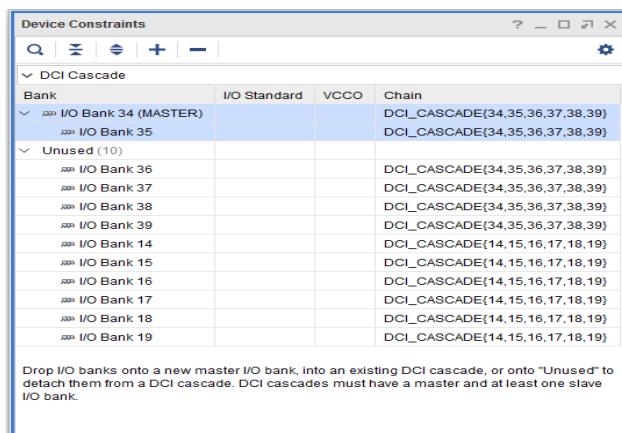 Device Constraints
DCI Cascade
Bank I/O Standard VCCO Chain
I/O Bank 34 (MASTER) DCI_CASCADE{34,35,36,37,38,39}
I/O Bank 35 DCI_CASCADE{34,35,36,37,38,39}
Unused (10)
I/O Bank 36 DCI_CASCADE{34,35,36,37,38,39}
I/O Bank 37 DCI_CASCADE{34,35,36,37,38,39}
I/O Bank 38 DCI_CASCADE{34,35,36,37,38,39}
I/O Bank 39 DCI_CASCADE{34,35,36,37,38,39}
I/O Bank 14 DCI_CASCADE{14,15,16,17,18,19}
I/O Bank 15 DCI_CASCADE{14,15,16,17,18,19}
I/O Bank 16 DCI_CASCADE{14,15,16,17,18,19}
I/O Bank 17 DCI_CASCADE{14,15,16,17,18,19}
I/O Bank 18 DCI_CASCADE{14,15,16,17,18,19}
I/O Bank 19 DCI_CASCADE{14,15,16,17,18,19}
Drop I/O banks onto a new master I/O bank, into an existing DCI cascade, or onto "Unused" to
detach them from a DCI cascade. DCI cascades must have a master and at least one slave
I/O bank.